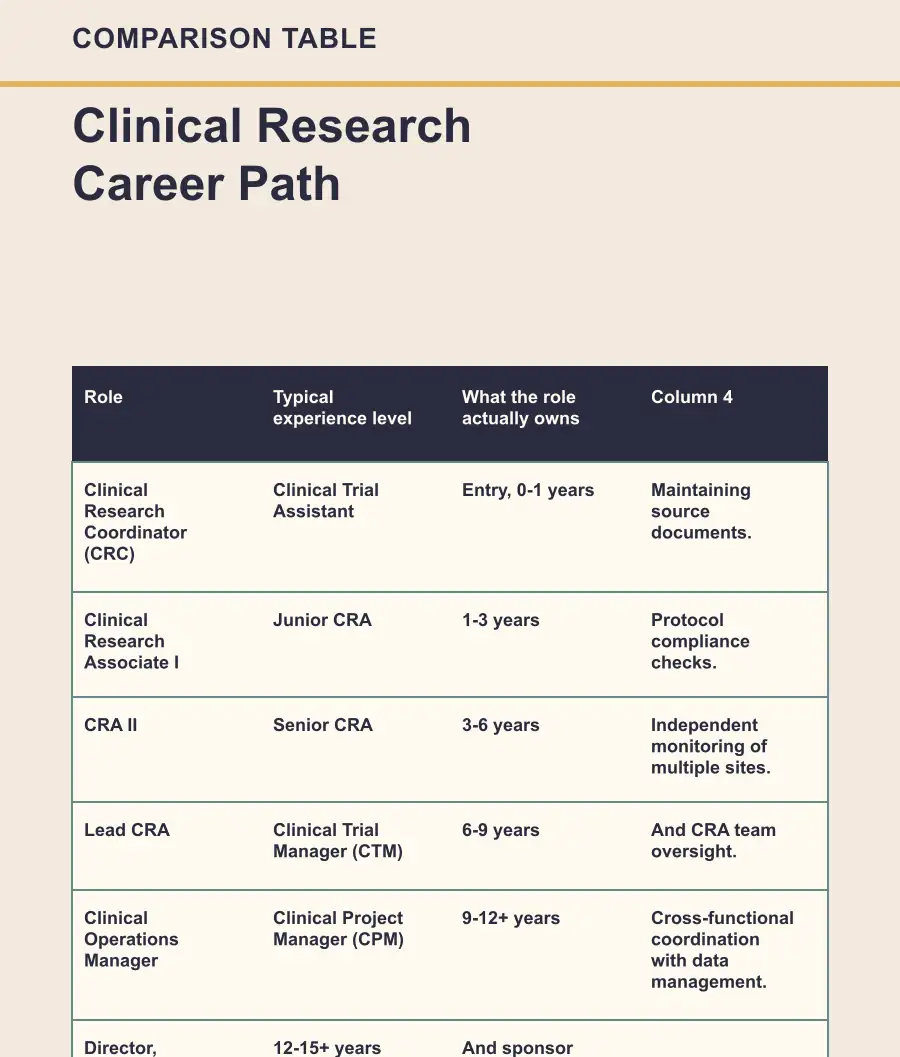 COMPARISON TABLE
Clinical Research
Career Path
Role
Typical
experience level
What the role
actually owns
Column 4
Clinical
Research
Coordinator
(CRC)
Clinical Trial
Assistant
Entry, 0-1 years
Maintaining
source
documents.
Clinical
Research
Associate I
Junior CRA
1-3 years
Protocol
compliance
checks.
CRA II
Senior CRA
3-6 years
Independent
monitoring of
multiple sites.
Lead CRA
Clinical Trial
Manager (CTM)
6-9 years
And CRA team
oversight.
Clinical
Operations
Manager
Clinical Project
Manager (CPM)
9-12+ years
Cross-functional
coordination
with data
management.
Director,
12-15+ years
And sponsor